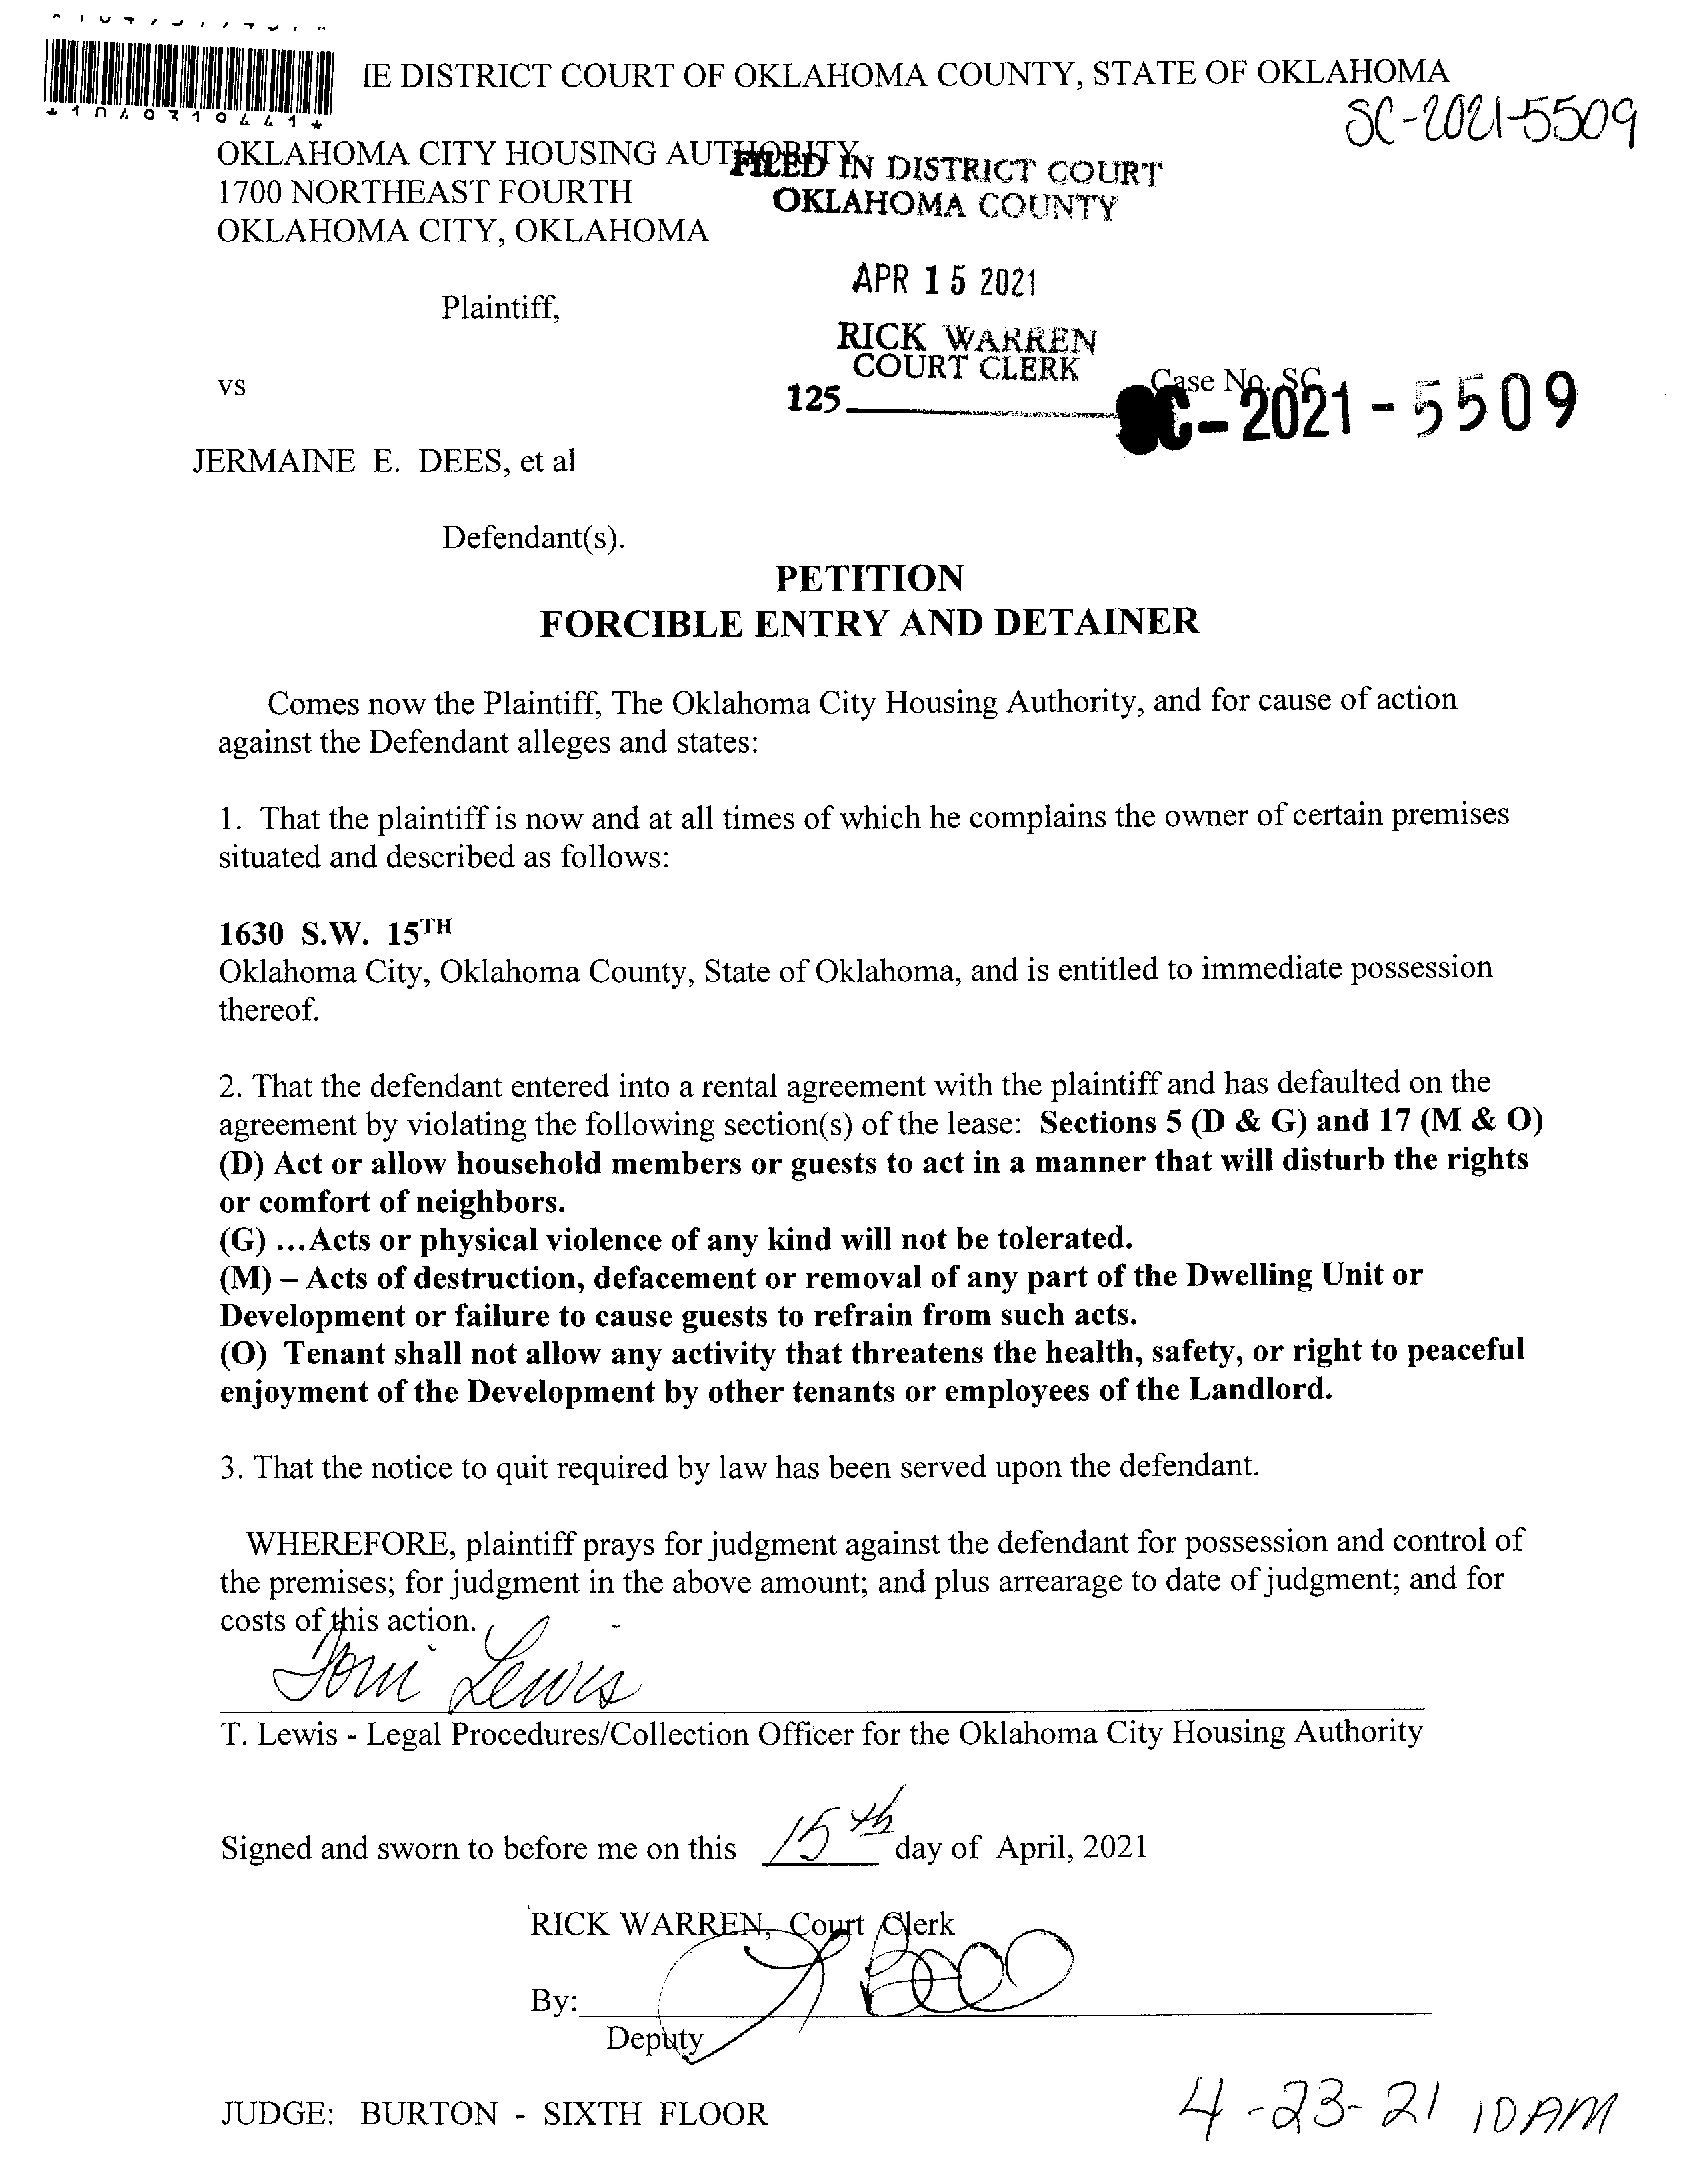 IE DISTRICT COURT OF OKLAHOMA COUNTY, STATE OF OKLAHOMA
SC-2021-5509
OKLAHOMA CITY HOUSING AUTHORITY
FILED IN DISTRICT COURT
1700 NORTHEAST FOURTH
OKLAHOMA COUNTY
OKLAHOMA CITY, OKLAHOMA
APR 15 2021
Plaintiff,
RICK WARREN
COURT CLERK
vs
125
Case No. SC
SC-2021-5509
JERMAINE E. DEES, et al
Defendant(s).
PETITION
FORCIBLE ENTRY AND DETAINER
Comes now the Plaintiff, The Oklahoma City Housing Authority, and for cause of action
against the Defendant alleges and states:
1. That the plaintiff is now and at all times of which he complains the owner of certain premises
situated and described as follows:
1630 S.W. 15TH
Oklahoma City, Oklahoma County, State of Oklahoma, and is entitled to immediate possession
thereof.
2. That the defendant entered into a rental agreement with the plaintiff and has defaulted on the
agreement by violating the following section(s) of the lease: Sections 5 (D & G) and 17 (M & O)
(D) Act or allow household members or guests to act in a manner that will disturb the rights
or comfort of neighbors.
(G) ...Acts or physical violence of any kind will not be tolerated.
(M) – Acts of destruction, defacement or removal of any part of the Dwelling Unit or
Development or failure to cause guests to refrain from such acts.
(O) Tenant shall not allow any activity that threatens the health, safety, or right to peaceful
enjoyment of the Development by other tenants or employees of the Landlord.
3. That the notice to quit required by law has been served upon the defendant.
WHEREFORE, plaintiff prays for judgment against the defendant for possession and control of
the premises; for judgment in the above amount; and plus arrearage to date of judgment; and for
costs of this action.
Toni Lewis
T. Lewis - Legal Procedures/Collection Officer for the Oklahoma City Housing Authority
Signed and sworn to before me on this 15th day of April, 2021
RICK WARREN, Court Clerk
By:
Deputy
JUDGE: BURTON - SIXTH FLOOR
4-23-21 10AM